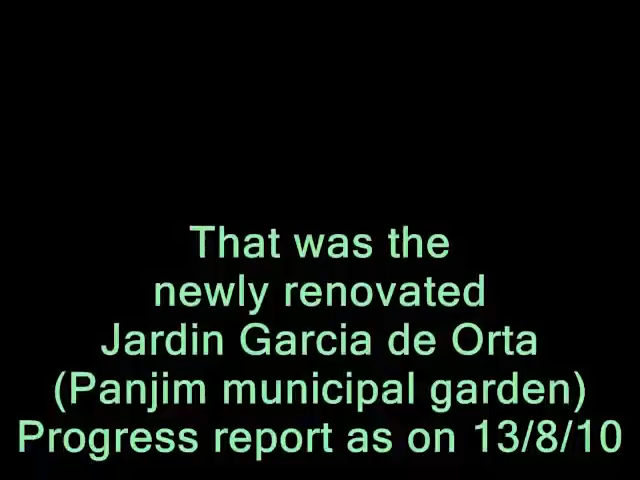 That was the
newly renovated
Jardin Garcia de Orta
(Panjim municipal garden)
Progress report as on 13/8/10